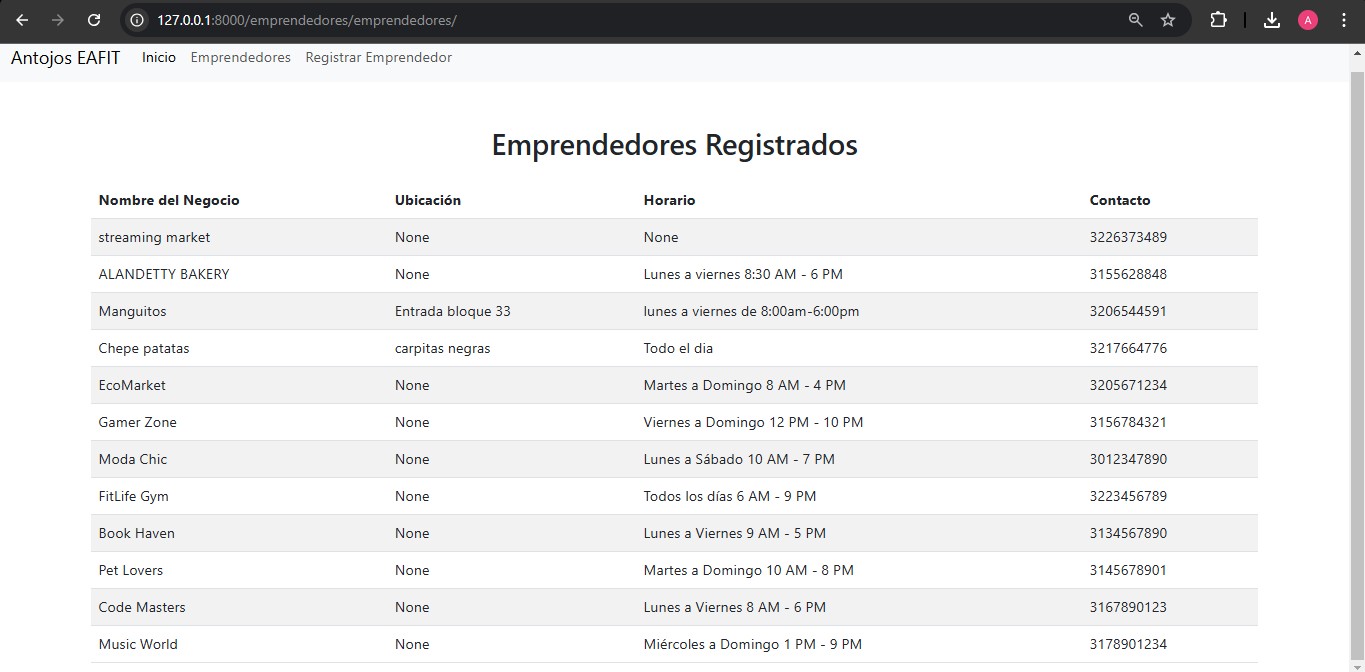 127.0.0.1:8000/emprendedores/emprendedores/
A
Antojos EAFIT Inicio Emprendedores Registrar Emprendedor
Emprendedores Registrados
Nombre del Negocio Ubicación Horario Contacto
streaming market None None 3226373489
ALANDETTY BAKERY None Lunes a viernes 8:30 AM - 6 PM 3155628848
Manguitos Entrada bloque 33 lunes a viernes de 8:00am-6:00pm 3206544591
Chepe patatas carpitas negras Todo el dia 3217664776
EcoMarket None Martes a Domingo 8 AM - 4 PM 3205671234
Gamer Zone None Viernes a Domingo 12 PM - 10 PM 3156784321
Moda Chic None Lunes a Sábado 10 AM - 7 PM 3012347890
FitLife Gym None Todos los días 6 AM - 9 PM 3223456789
Book Haven None Lunes a Viernes 9 AM - 5 PM 3134567890
Pet Lovers None Martes a Domingo 10 AM - 8 PM 3145678901
Code Masters None Lunes a Viernes 8 AM - 6 PM 3167890123
Music World None Miércoles a Domingo 1 PM - 9 PM 3178901234